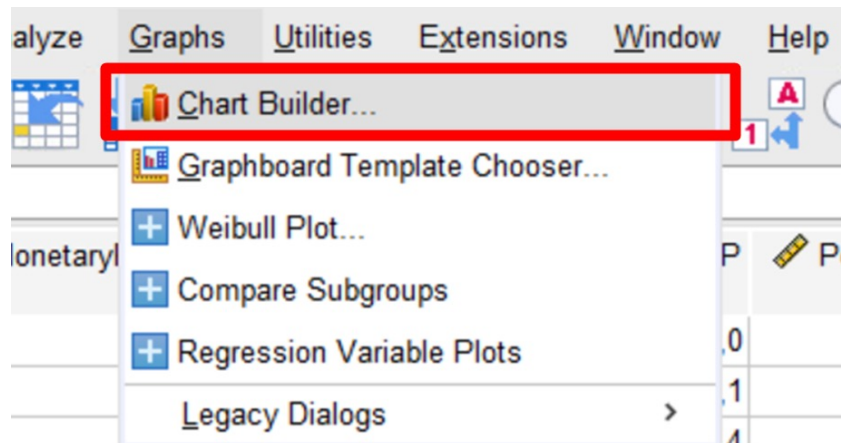 alyze Graphs Utilities Extensions Window Help
Chart Builder...
A
1
Graphboard Template Chooser...
Weibull Plot...
onetaryl P P
Compare Subgroups
Regression Variable Plots
,0
,1
Legacy Dialogs